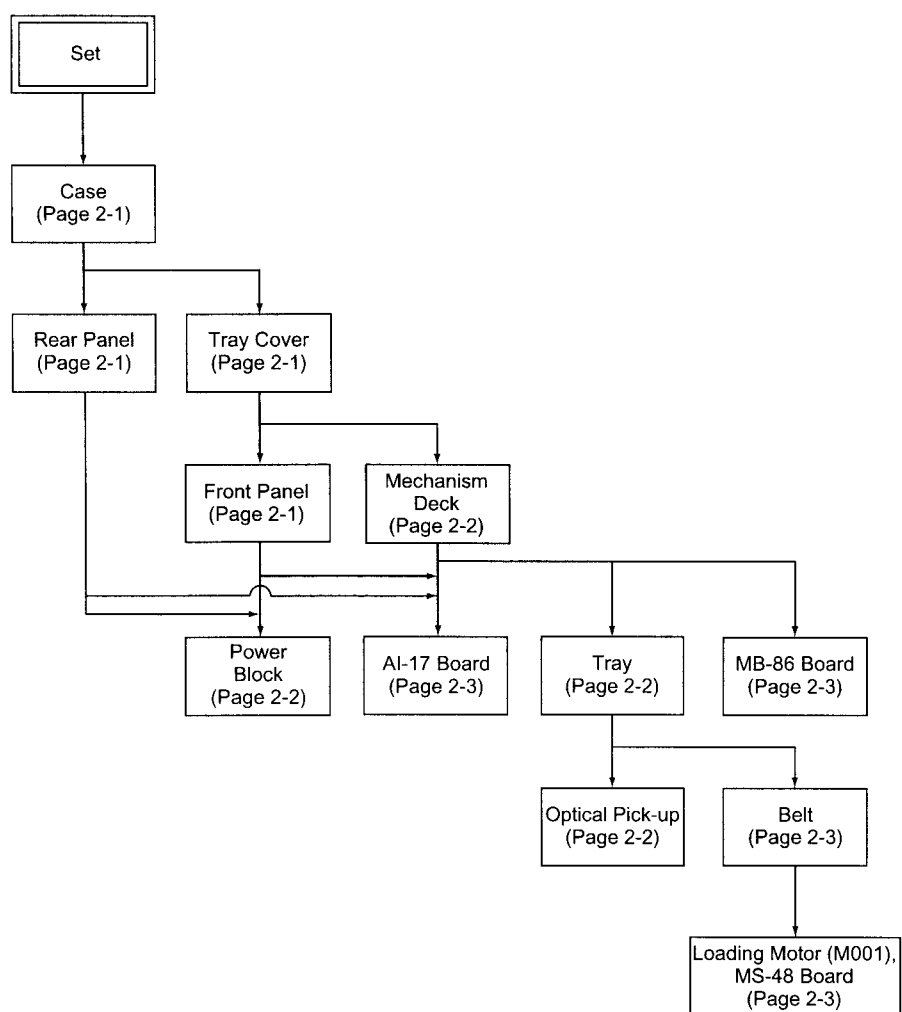 Set
Case
(Page 2-1)
Rear Panel
(Page 2-1)
Tray Cover
(Page 2-1)
Front Panel
(Page 2-1)
Mechanism
Deck
(Page 2-2)
Power
Block
(Page 2-2)
AI-17 Board
(Page 2-3)
Tray
(Page 2-2)
MB-86 Board
(Page 2-3)
Optical Pick-up
(Page 2-2)
Belt
(Page 2-3)
Loading Motor (M001),
MS-48 Board
(Page 2-3)